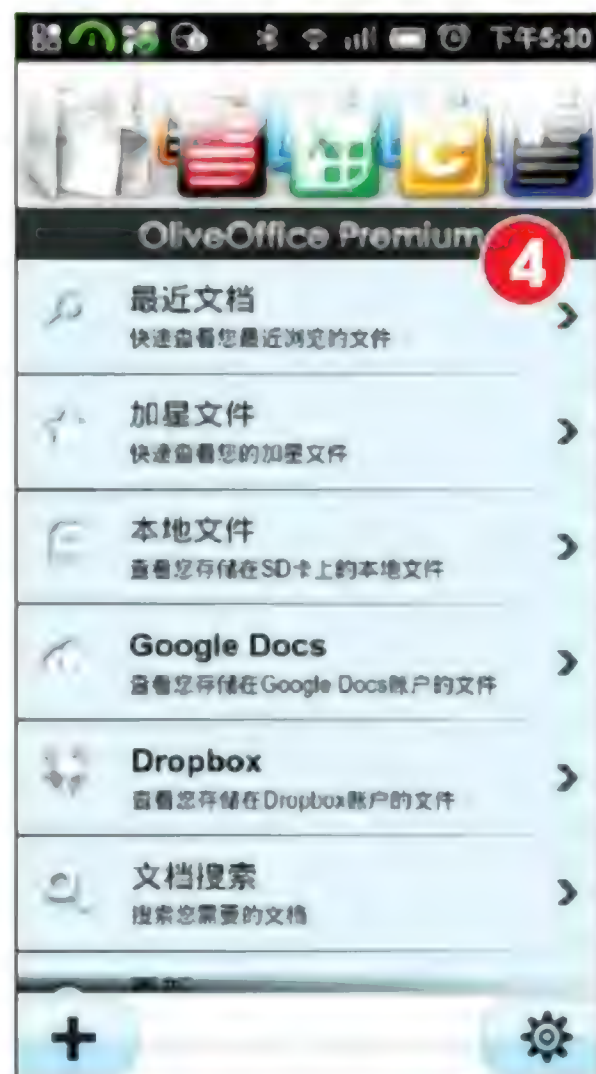 下午5:30
OliveOffice Premium
4
最近文档
快速查看您最近浏览的文件
加星文件
快速查看您的加星文件
本地文件
查看您存储在SD卡上的本地文件
Google Docs
查看您存储在Google Docs账户的文件
Dropbox
查看您存储在Dropbox账户的文件
文档搜索
搜索您需要的文档